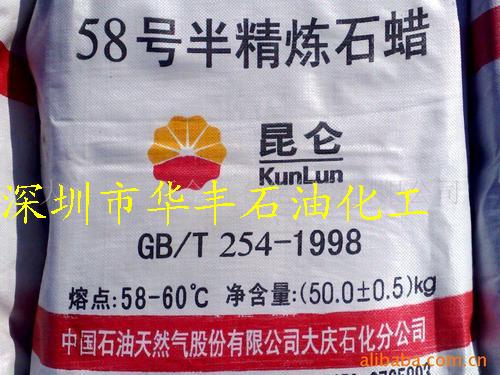 58号半精炼石蜡
昆仑
KunLun
深圳市华丰石油化工
GB/T 254-1998
熔点:58-60℃ 净含量:(50.0±0.5)kg
中国石油天然气股份有限公司大庆石化分公司
alibaba.com.cn